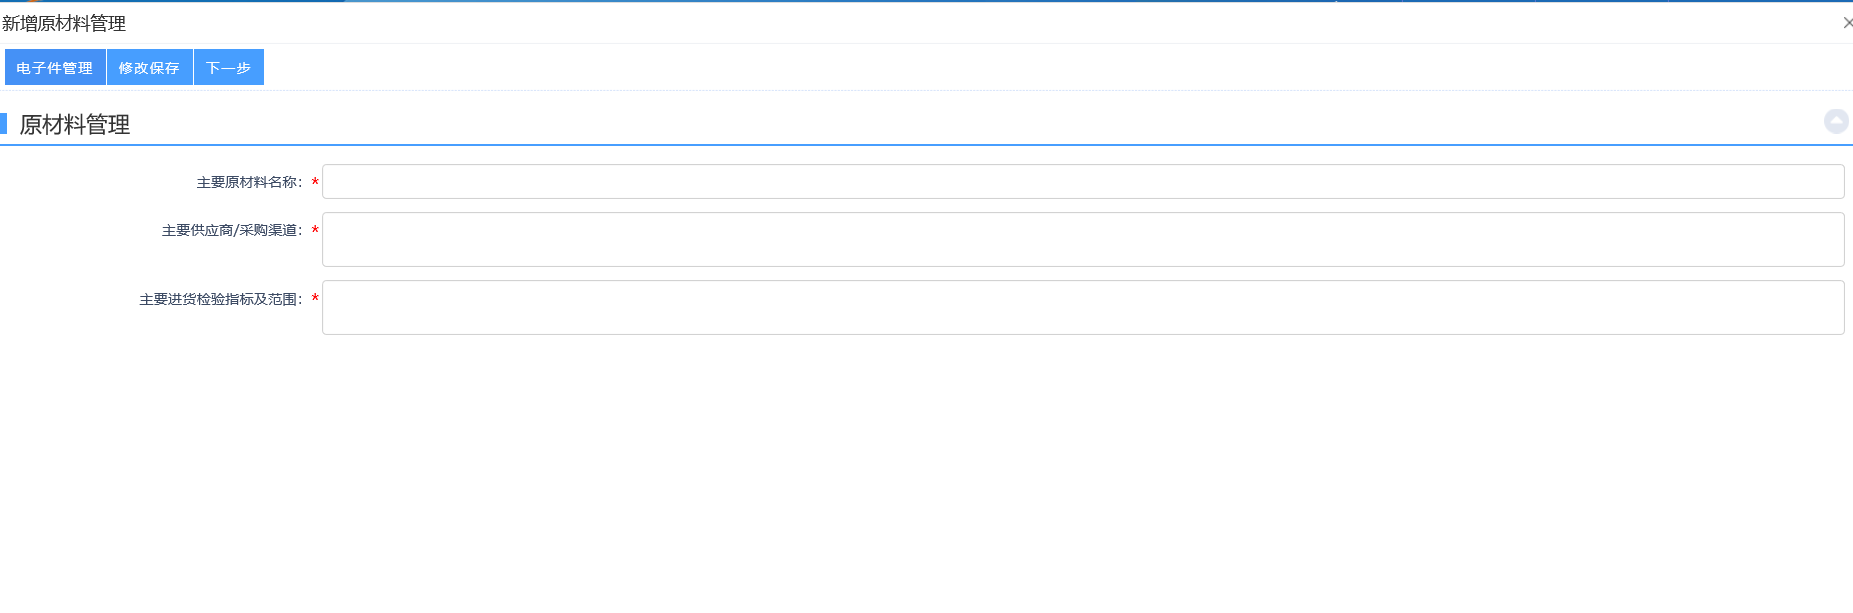 新增原材料管理
电子件管理 修改保存 下一步
原材料管理
主要原材料名称：*
主要供应商/采购渠道：*
主要进货检验指标及范围：*